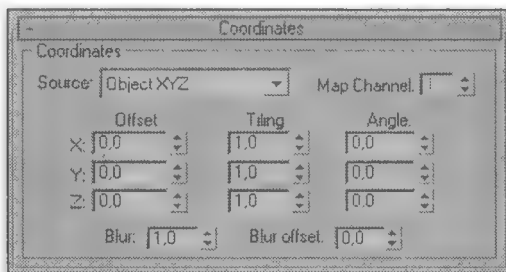 - Coordinates
Coordinates
Source: Object XYZ Map Channel: 1
Offset Tiling Angle.
X: 0,0 1,0 0,0
Y: 0,0 1,0 0,0
Z: 0,0 1,0 0,0
Blur: 1,0 Blur offset: 0,0